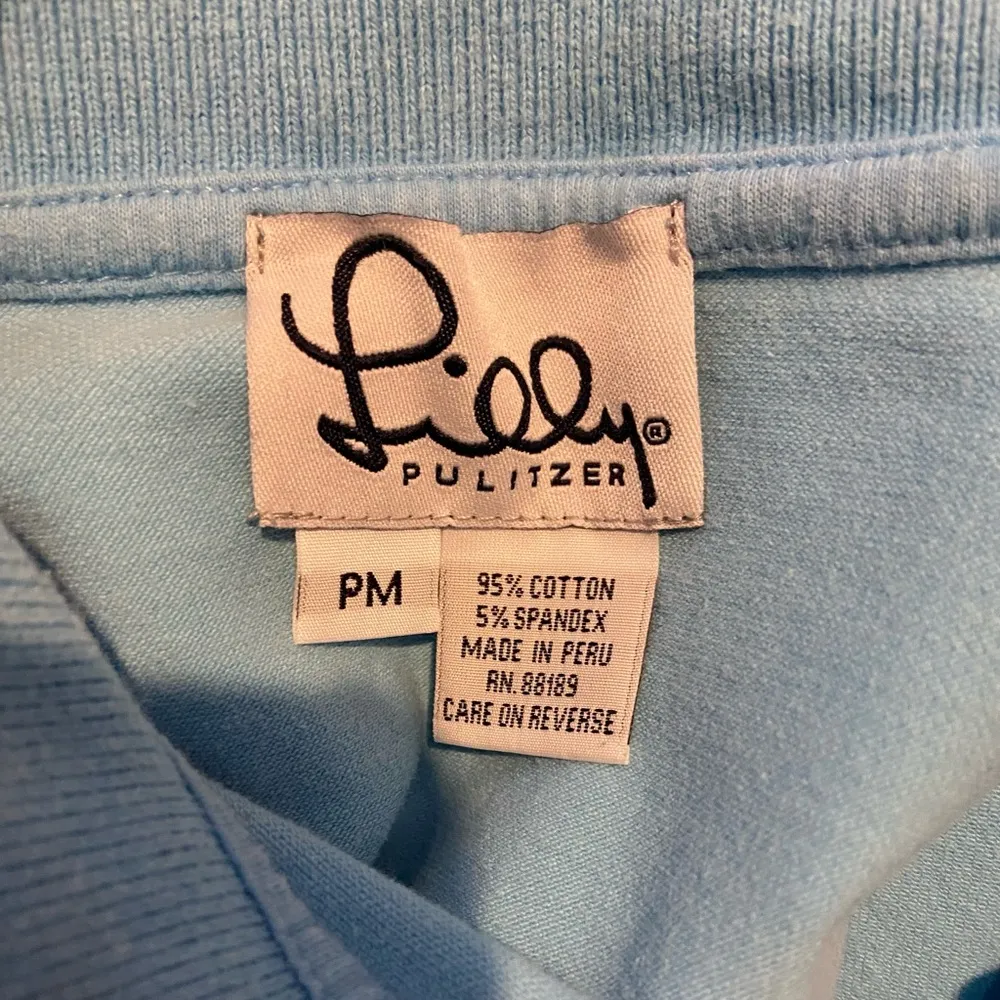 Lilly®
PULITZER
PM
95% COTTON
5% SPANDEX
MADE IN PERU
RN. 88189
CARE ON REVERSE